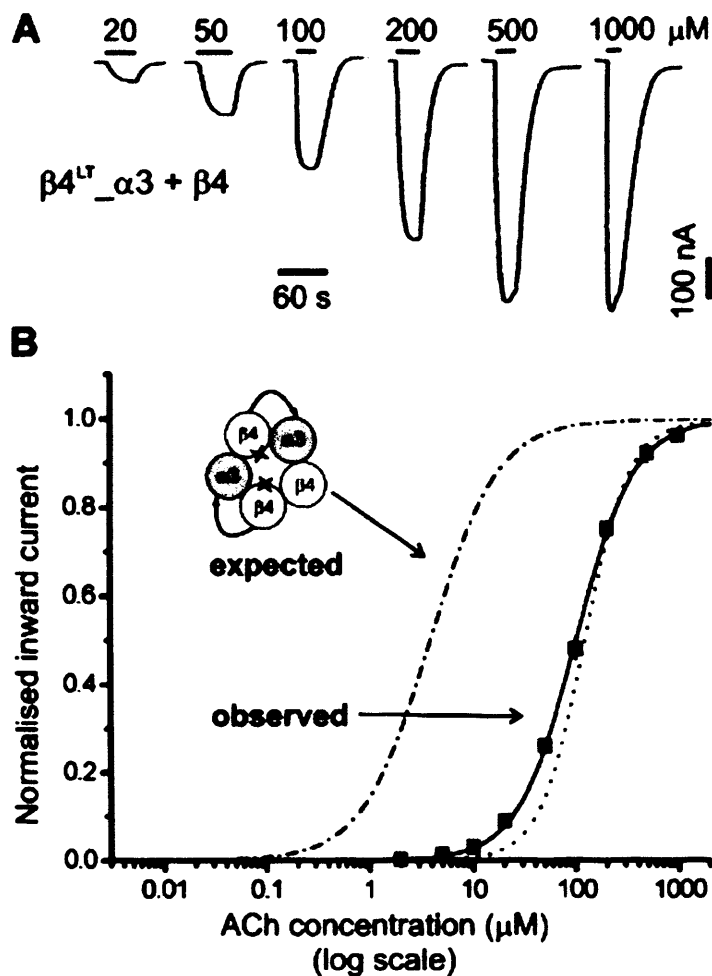 A
20 50 100 200 500 1000 µM
β4ᴸᵀ_α3 + β4
60 s
100 nA
B
Normalised inward current
1.0
0.8
0.6
0.4
0.2
0.0
β4 α3
α3 β4
β4
expected
observed
0.01 0.1 1 10 100 1000
ACh concentration (µM)
(log scale)